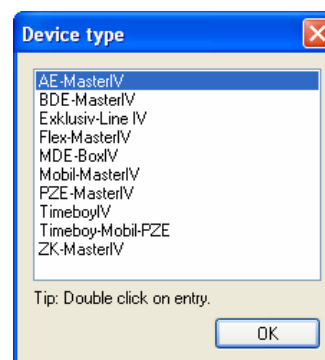 Device type
AE-MasterIV
BDE-MasterIV
Exklusiv-Line IV
Flex-MasterIV
MDE-BoxIV
Mobil-MasterIV
PZE-MasterIV
TimeboyIV
Timeboy-Mobil-PZE
ZK-MasterIV
Tip: Double click on entry.
OK